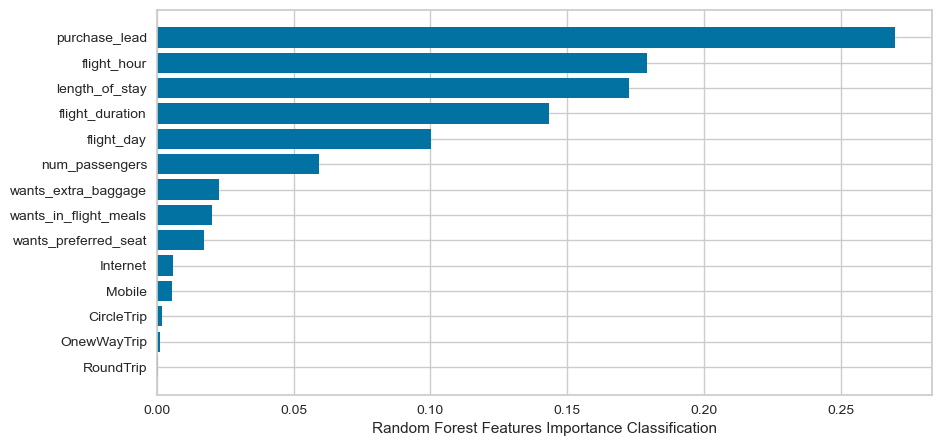 purchase_lead
flight_hour
length_of_stay
flight_duration
flight_day
num_passengers
wants_extra_baggage
wants_in_flight_meals
wants_preferred_seat
Internet
Mobile
CircleTrip
OnewWayTrip
RoundTrip
0.00 0.05 0.10 0.15 0.20 0.25
Random Forest Features Importance Classification